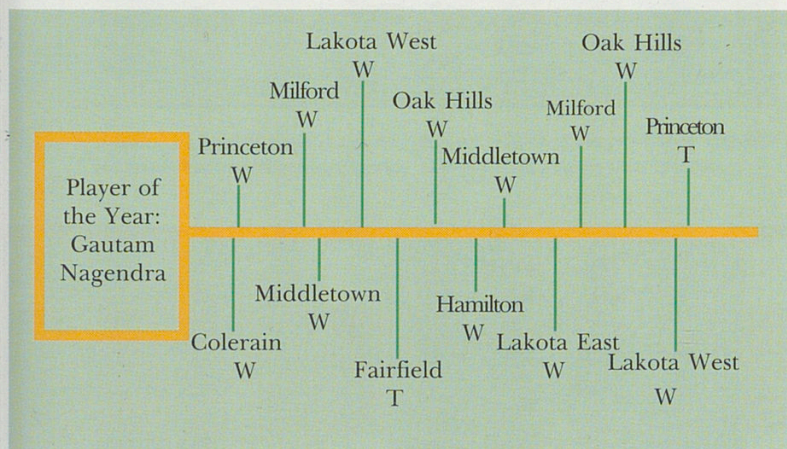 Lakota West
W
Oak Hills
W
Milford
W
Oak Hills
W
Milford
W
Princeton
T
Princeton
W
Middletown
W
Player of
the Year:
Gautam
Nagendra
Middletown
W
Hamilton
W
Colerain
W
Lakota East
W
Fairfield
T
Lakota West
W